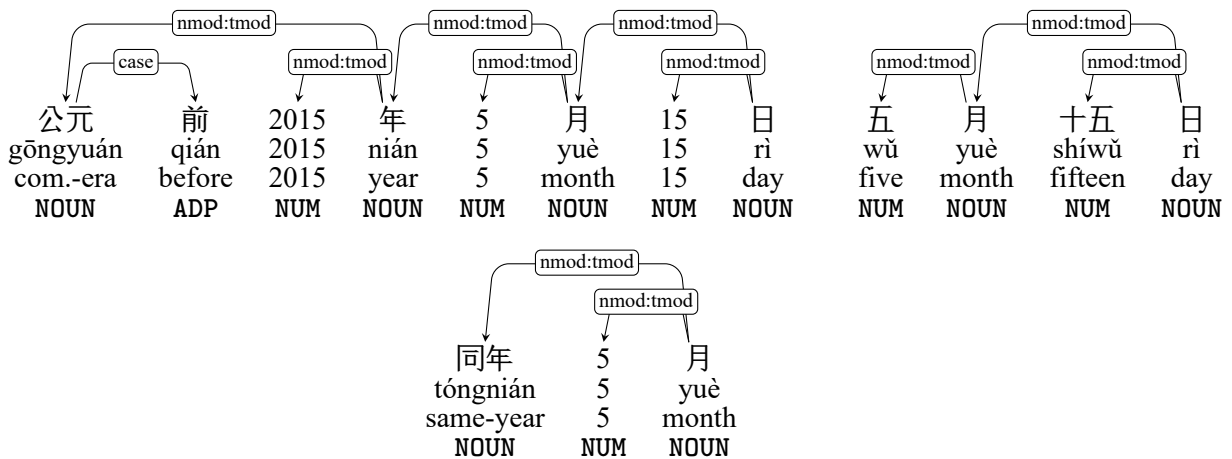 nmod:tmod nmod:tmod nmod:tmod nmod:tmod
case nmod:tmod nmod:tmod nmod:tmod nmod:tmod nmod:tmod
公元 前 2015 年 5 月 15 日 五 月 十五 日
gōngyuán qián 2015 nián 5 yuè 15 rì wǔ yuè shíwǔ rì
com.-era before 2015 year 5 month 15 day five month fifteen day
NOUN ADP NUM NOUN NUM NOUN NUM NOUN NUM NOUN NUM NOUN
nmod:tmod
nmod:tmod
同年 5 月
tóngnián 5 yuè
same-year 5 month
NOUN NUM NOUN